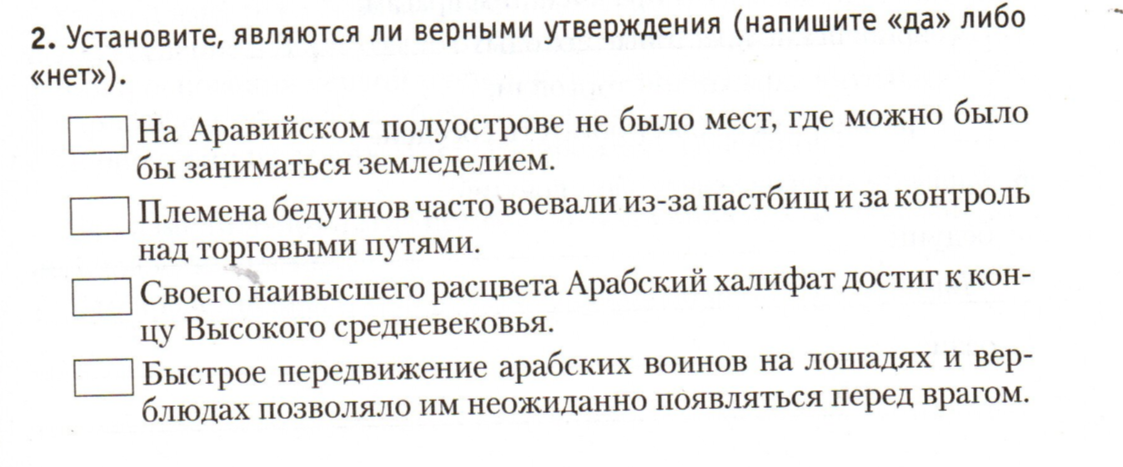 2. Установите, являются ли верными утверждения (напишите «да» либо
«нет»).
На Аравийском полуострове не было мест, где можно было
бы заниматься земледелием.
Племена бедуинов часто воевали из-за пастбищ и за контроль
над торговыми путями.
Своего наивысшего расцвета Арабский халифат достиг к кон-
цу Высокого средневековья.
Быстрое передвижение арабских воинов на лошадях и вер-
блюдах позволяло им неожиданно появляться перед врагом.